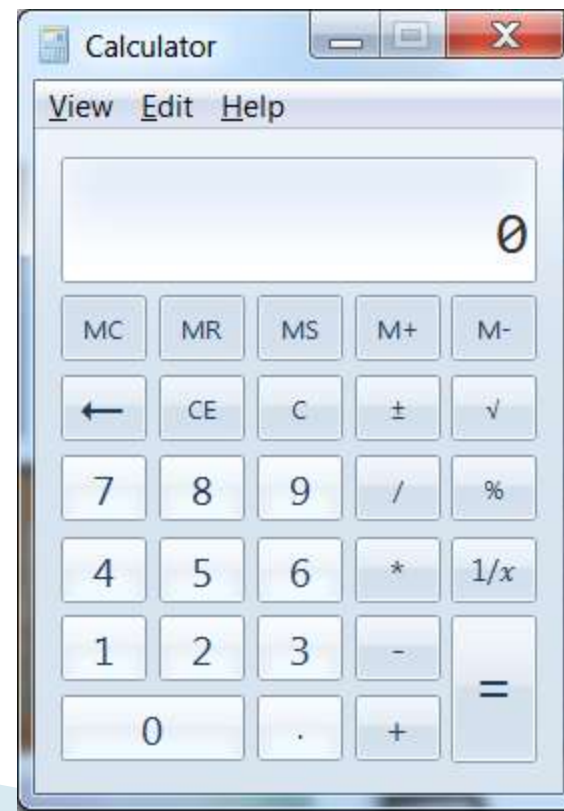 Calculator
View Edit Help
0
MC MR MS M+ M-
← CE C ± √
7 8 9 / %
4 5 6 * 1/x
1 2 3 - =
0 . +